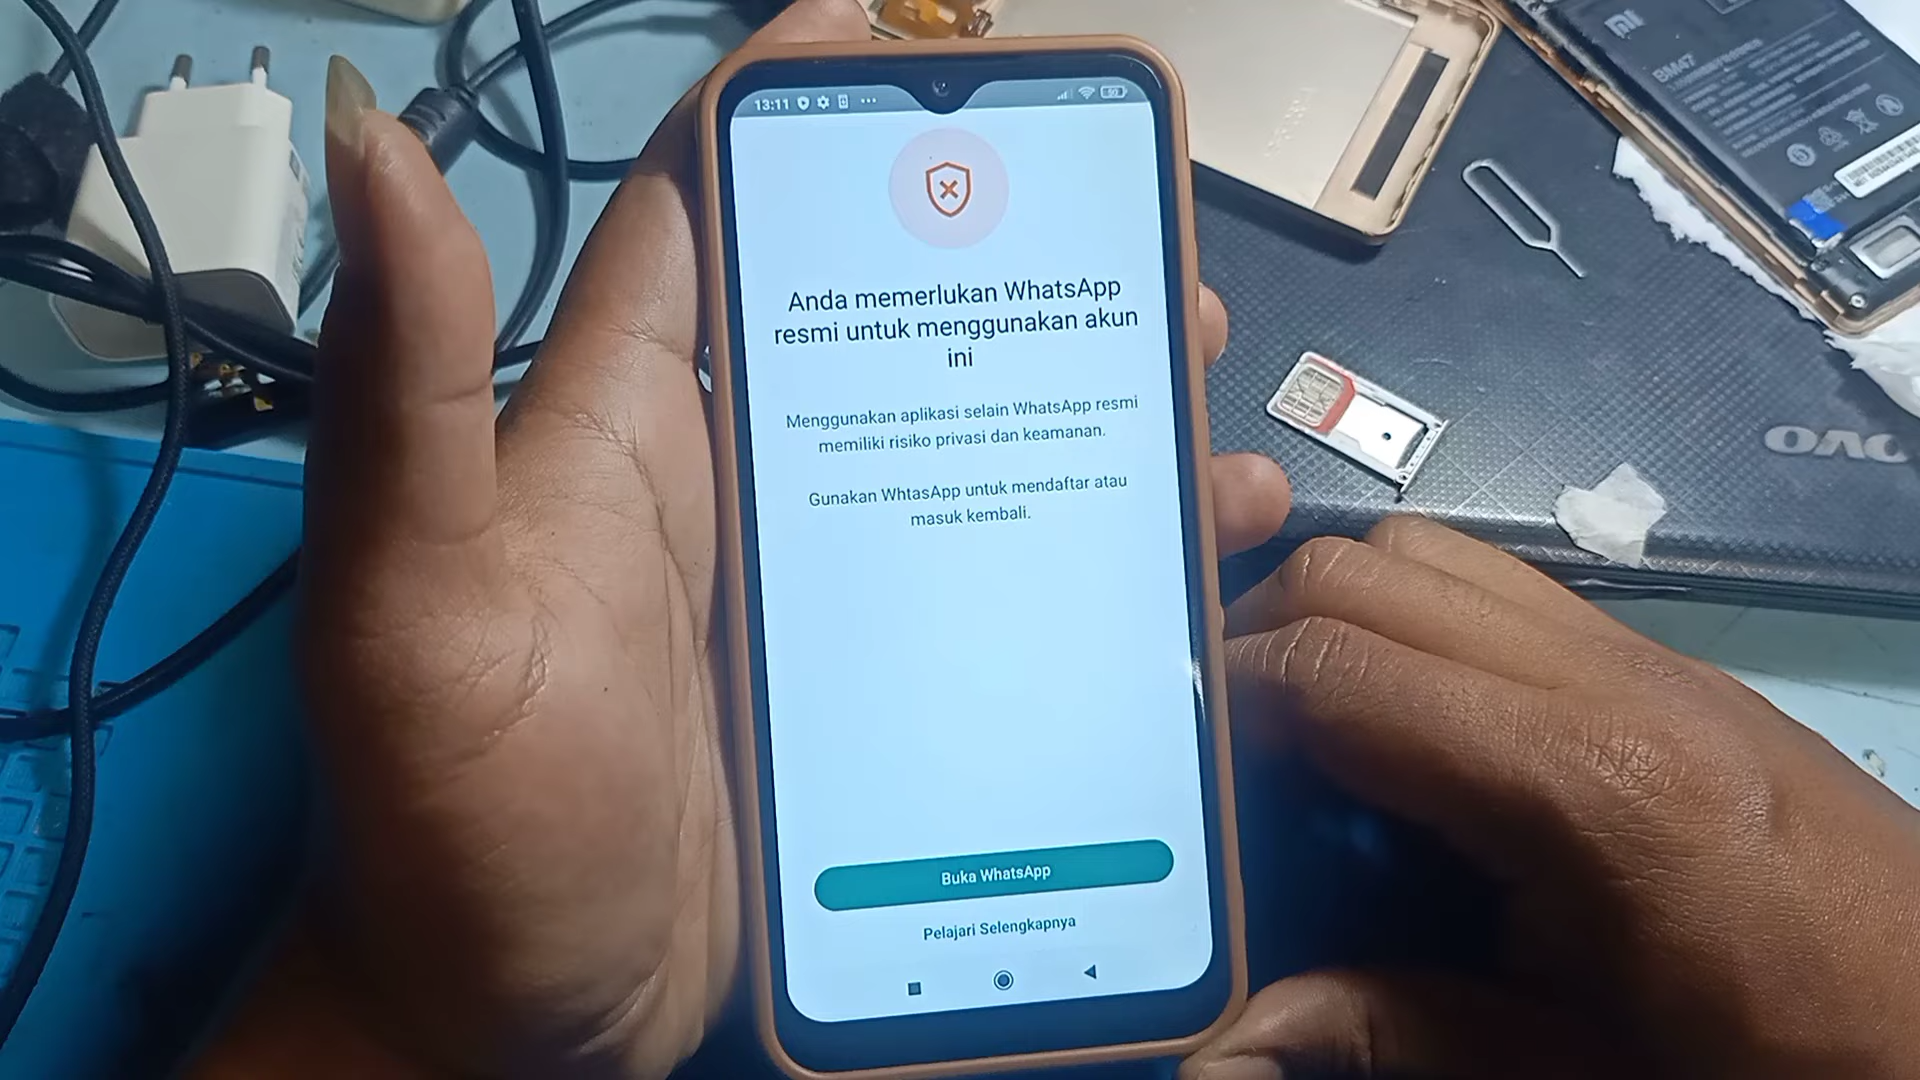 13:11
Anda memerlukan WhatsApp
resmi untuk menggunakan akun
ini
Menggunakan aplikasi selain WhatsApp resmi
memiliki risiko privasi dan keamanan.
Gunakan WhtasApp untuk mendaftar atau
masuk kembali.
Buka WhatsApp
Pelajari Selengkapnya
BM47